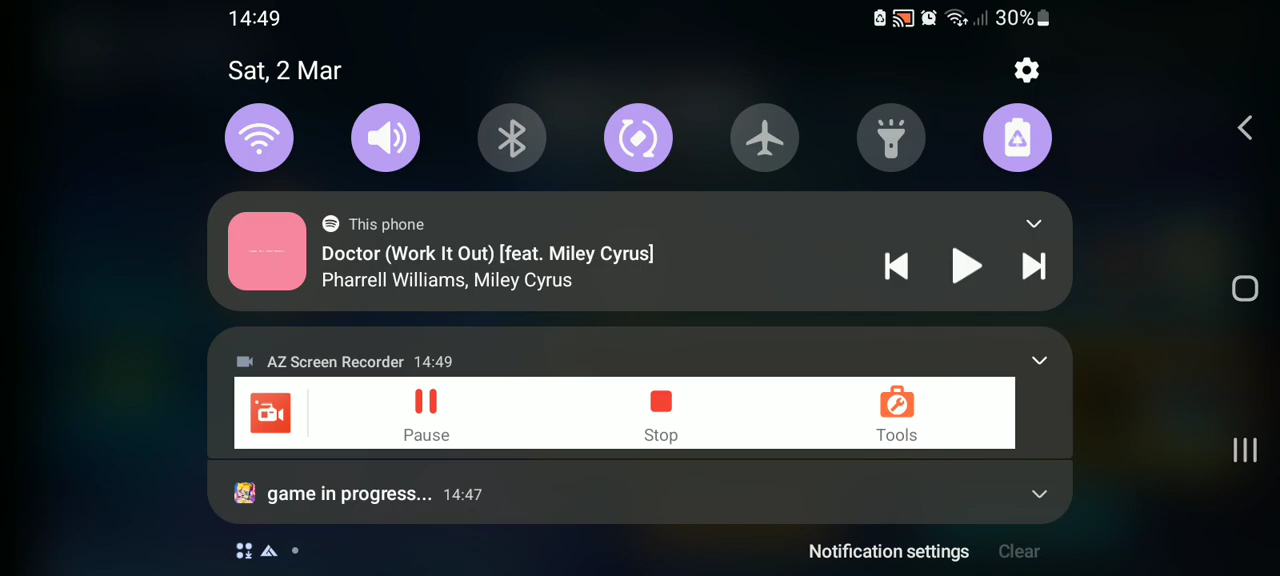 14:49
30%
Sat, 2 Mar
This phone
Doctor (Work It Out) [feat. Miley Cyrus]
Pharrell Williams, Miley Cyrus
AZ Screen Recorder 14:49
Pause
Stop
Tools
game in progress... 14:47
Notification settings
Clear